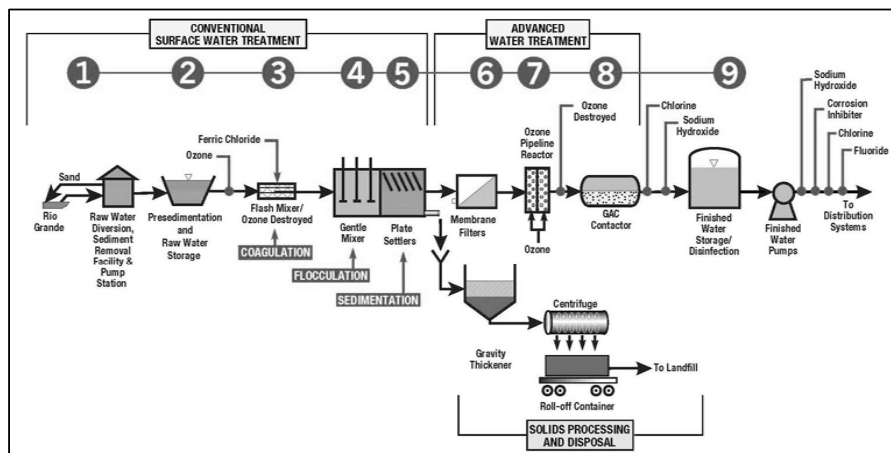 CONVENTIONAL
SURFACE WATER TREATMENT
ADVANCED
WATER TREATMENT
1
2
3
4
5
6
7
8
9
Sand
Rio
Grande
Raw Water
Diversion,
Sediment
Removal
Facility &
Pump
Station
Presedimentation
and
Raw Water
Storage
Ozone
Ferric Chloride
Flash Mixer/
Ozone Destroyed
COAGULATION
Gentle
Mixer
FLOCCULATION
Plate
Settlers
SEDIMENTATION
Membrane
Filters
Ozone
Pipeline
Reactor
Ozone
Ozone
Destroyed
GAC
Contactor
Chlorine
Sodium
Hydroxide
Finished
Water
Storage/
Disinfection
Finished
Water
Pumps
Sodium
Hydroxide
Corrosion
Inhibiter
Chlorine
Fluoride
To
Distribution
Systems
Gravity
Thickener
Centrifuge
Roll-off Container
To Landfill
SOLIDS PROCESSING
AND DISPOSAL